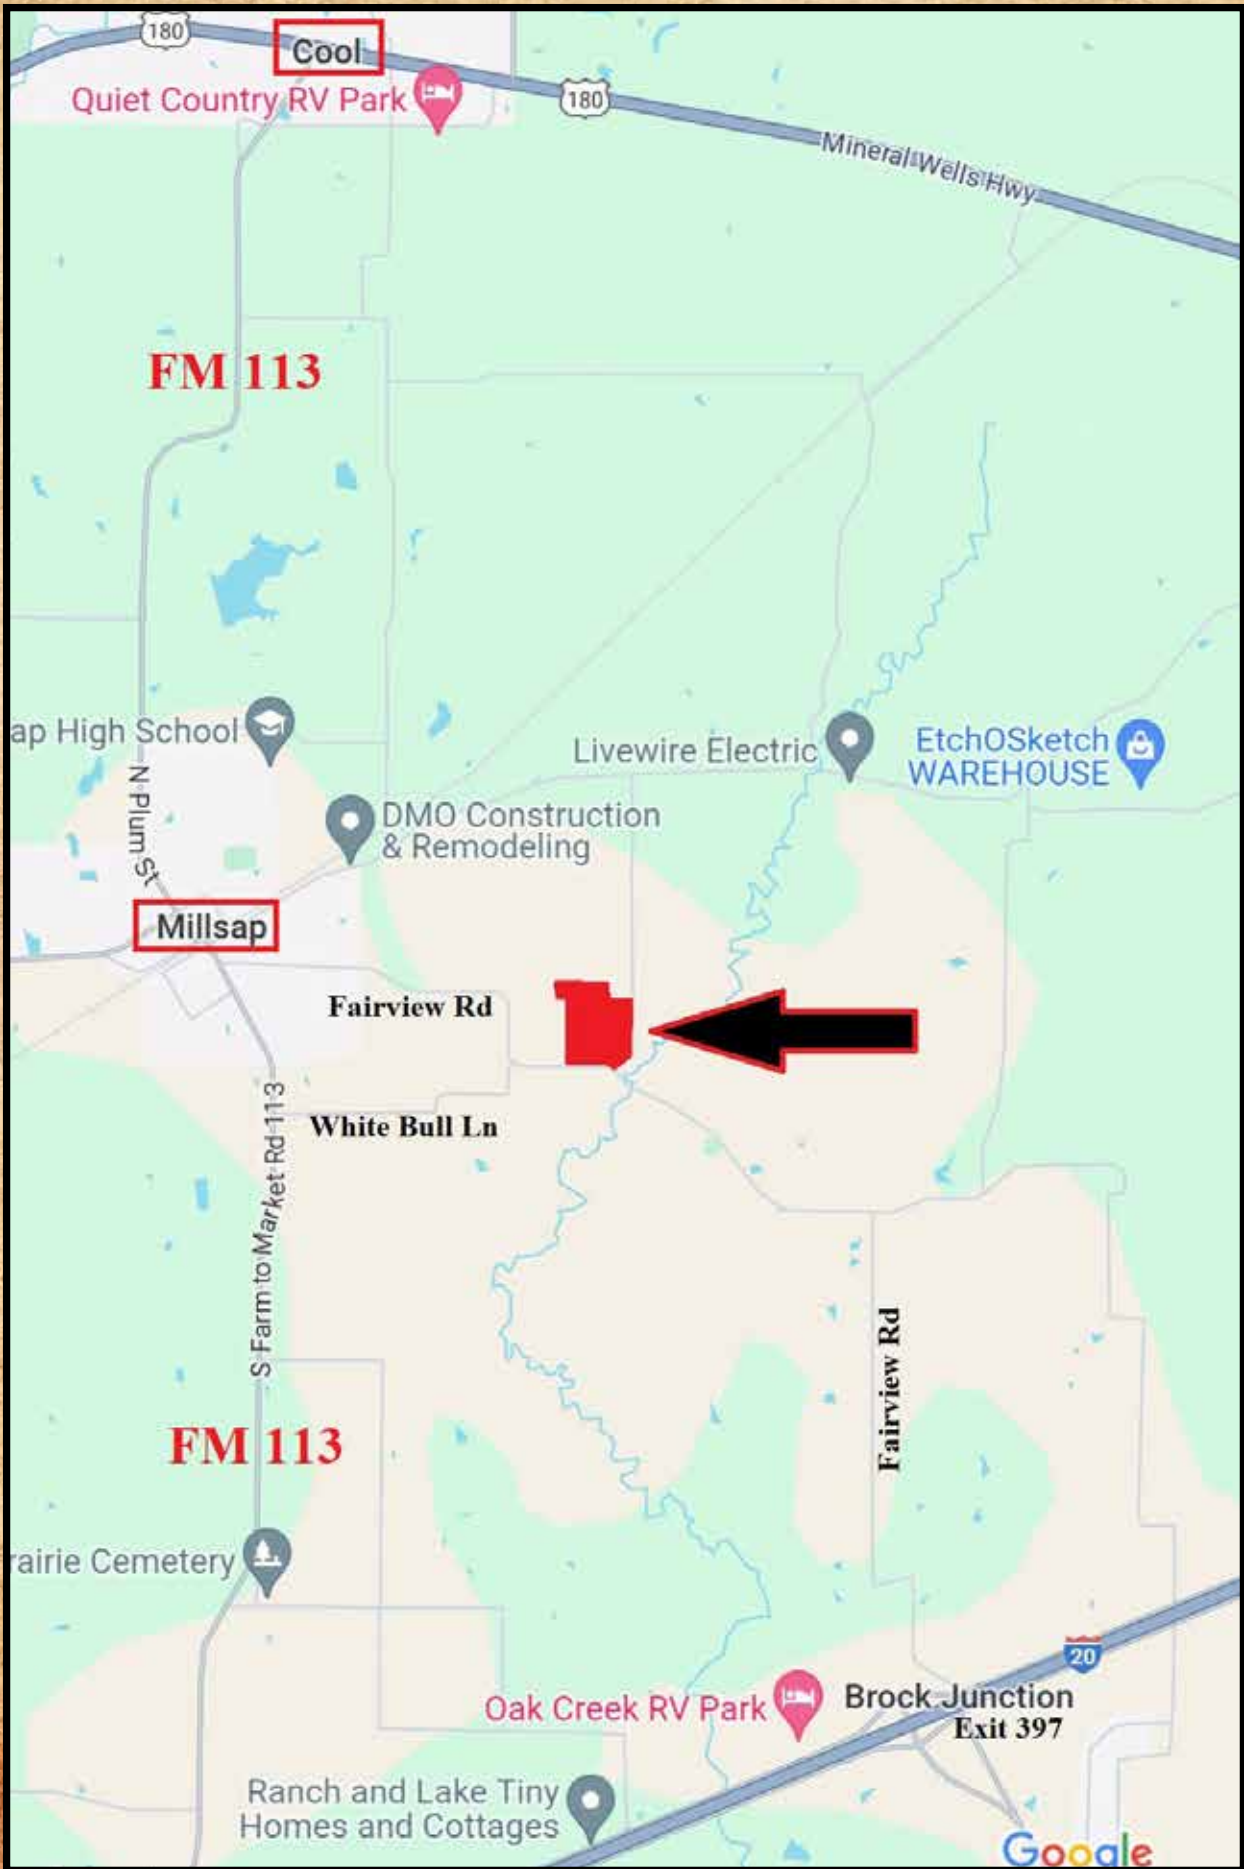 180
Cool
Quiet Country RV Park
180
Mineral Wells Hwy
FM 113
ap High School
Livewire Electric
EtchOSketch
WAREHOUSE
N Plum St
DMO Construction
& Remodeling
Millsap
Fairview Rd
White Bull Ln
S Farm to Market Rd 113
Fairview Rd
FM 113
rairie Cemetery
20
Oak Creek RV Park
Brock Junction
Exit 397
Ranch and Lake Tiny
Homes and Cottages
Google